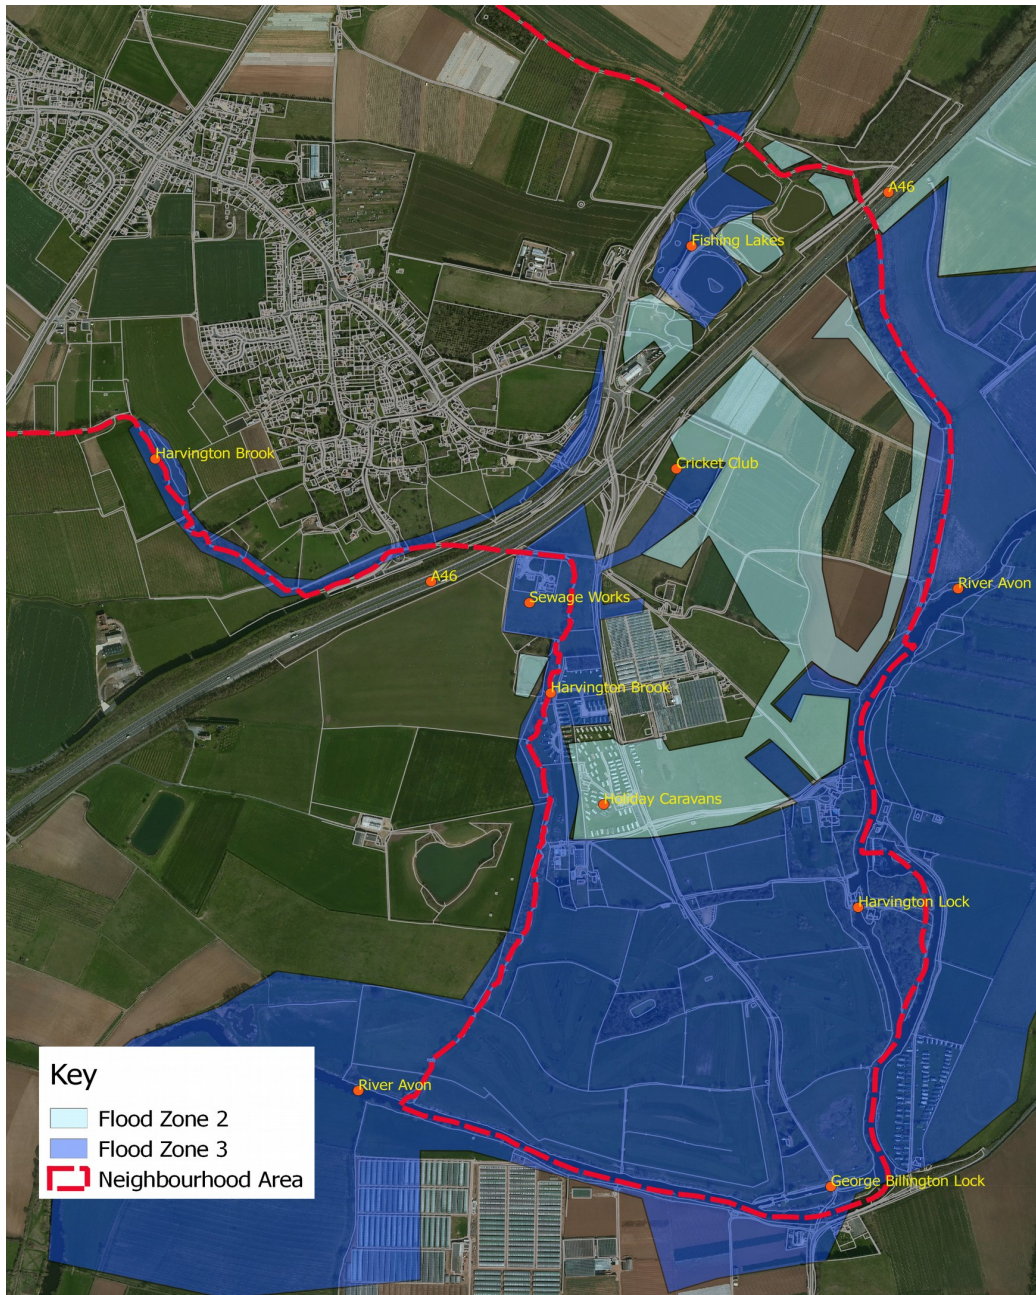 A46
Fishing Lakes
Harvington Brook
Cricket Club
A46
River Avon
Sewage Works
Harvington Brook
Holiday Caravans
Harvington Lock
Key
River Avon
Flood Zone 2
Flood Zone 3
Neighbourhood Area
George Billington Lock